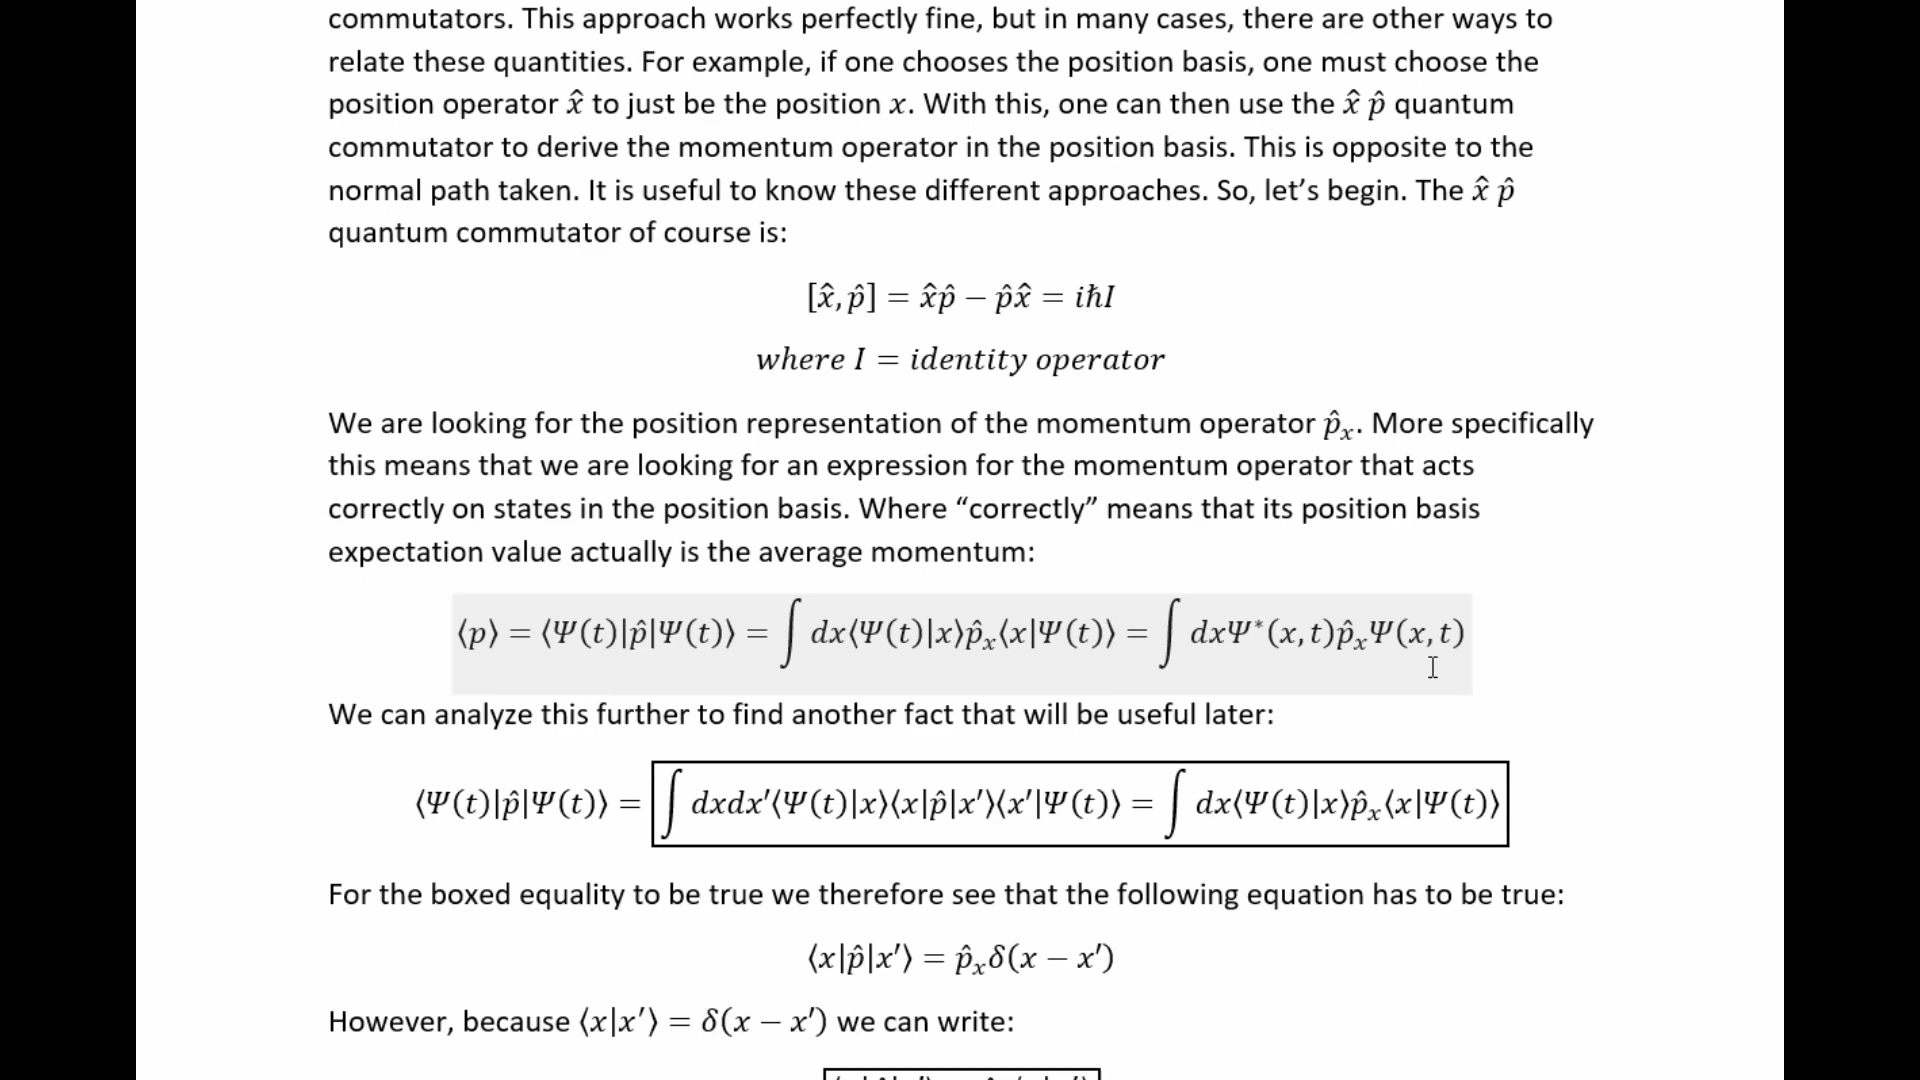 commutators. This approach works perfectly fine, but in many cases, there are other ways to
relate these quantities. For example, if one chooses the position basis, one must choose the
position operator x̂ to just be the position x. With this, one can then use the x̂ p̂ quantum
commutator to derive the momentum operator in the position basis. This is opposite to the
normal path taken. It is useful to know these different approaches. So, let’s begin. The x̂ p̂
quantum commutator of course is:
[x̂, p̂] = x̂p̂ − p̂x̂ = iħI
where I = identity operator
We are looking for the position representation of the momentum operator p̂ₓ. More specifically
this means that we are looking for an expression for the momentum operator that acts
correctly on states in the position basis. Where “correctly” means that its position basis
expectation value actually is the average momentum:
⟨p⟩ = ⟨Ψ(t)|p̂|Ψ(t)⟩ = ∫ dx⟨Ψ(t)|x⟩p̂ₓ⟨x|Ψ(t)⟩ = ∫ dxΨ*(x, t)p̂ₓΨ(x, t)
We can analyze this further to find another fact that will be useful later:
⟨Ψ(t)|p̂|Ψ(t)⟩ = ∫ dxdx′⟨Ψ(t)|x⟩⟨x|p̂|x′⟩⟨x′|Ψ(t)⟩ = ∫ dx⟨Ψ(t)|x⟩p̂ₓ⟨x|Ψ(t)⟩
For the boxed equality to be true we therefore see that the following equation has to be true:
⟨x|p̂|x′⟩ = p̂ₓδ(x − x′)
However, because ⟨x|x′⟩ = δ(x − x′) we can write: